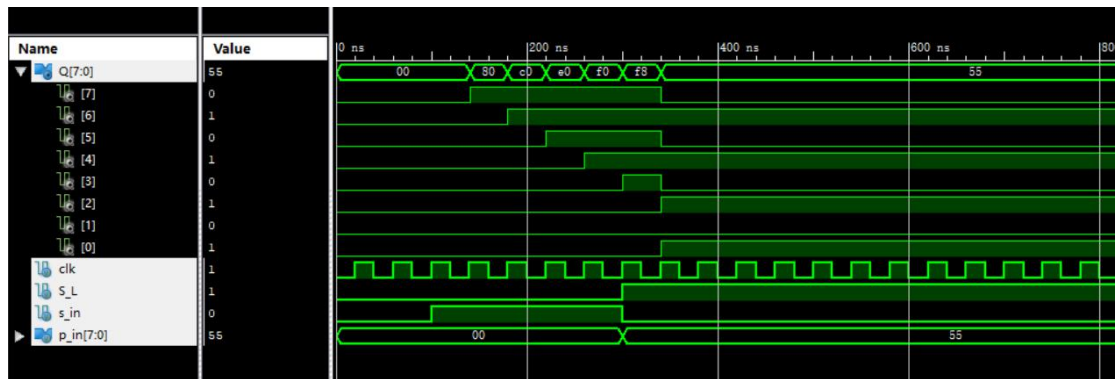 Name Value 0 ns 200 ns 400 ns 600 ns 80
Q[7:0] 55 00 80 c0 e0 f0 f8 55
[7] 0
[6] 1
[5] 0
[4] 1
[3] 0
[2] 1
[1] 0
[0] 1
clk 1
S_L 1
s_in 0
p_in[7:0] 55 00 55